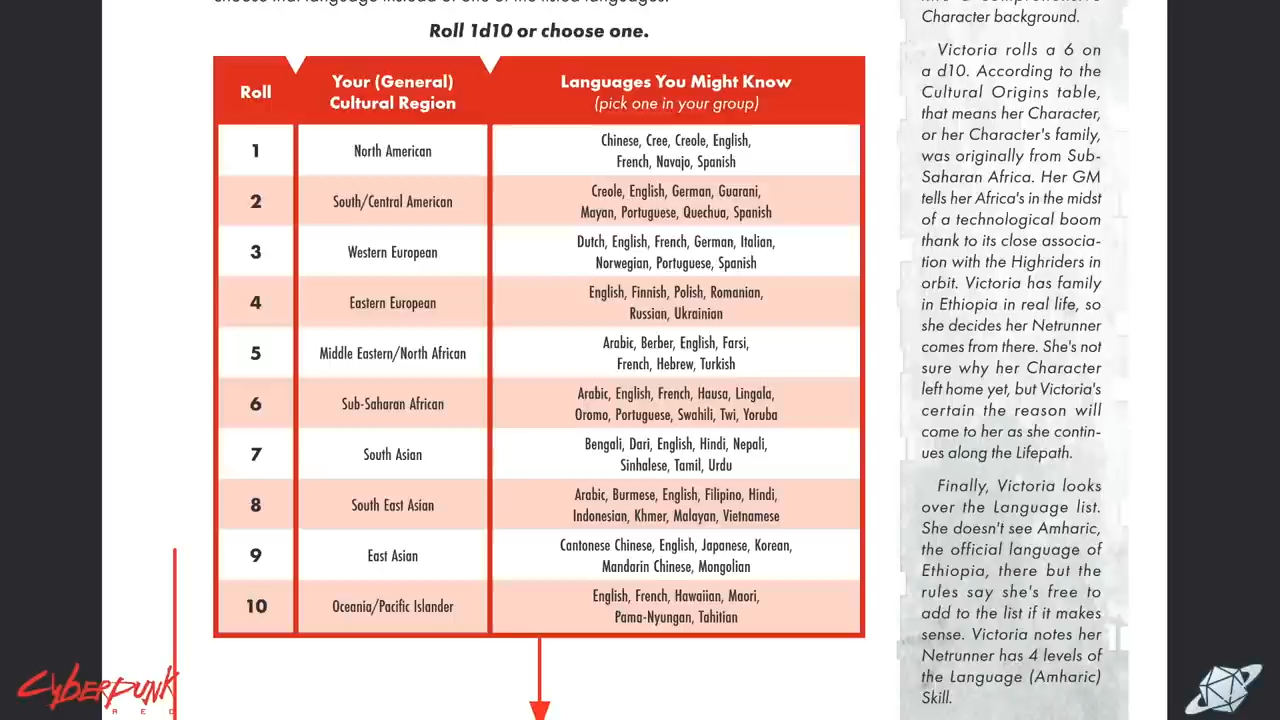 Roll 1d10 or choose one.
Roll
Your (General)
Cultural Region
Languages You Might Know
(pick one in your group)
1
North American
Chinese, Cree, Creole, English,
French, Navajo, Spanish
2
South/Central American
Creole, English, German, Guarani,
Mayan, Portuguese, Quechua, Spanish
3
Western European
Dutch, English, French, German, Italian,
Norwegian, Portuguese, Spanish
4
Eastern European
English, Finnish, Polish, Romanian,
Russian, Ukrainian
5
Middle Eastern/North African
Arabic, Berber, English, Farsi,
French, Hebrew, Turkish
6
Sub-Saharan African
Arabic, English, French, Hausa, Lingala,
Oromo, Portuguese, Swahili, Twi, Yoruba
7
South Asian
Bengali, Dari, English, Hindi, Nepali,
Sinhalese, Tamil, Urdu
8
South East Asian
Arabic, Burmese, English, Filipino, Hindi,
Indonesian, Khmer, Malayan, Vietnamese
9
East Asian
Cantonese Chinese, English, Japanese, Korean,
Mandarin Chinese, Mongolian
10
Oceania/Pacific Islander
English, French, Hawaiian, Maori,
Pama-Nyungan, Tahitian
Character background.
Victoria rolls a 6 on
a d10. According to the
Cultural Origins table,
that means her Character,
or her Character's family,
was originally from Sub-
Saharan Africa. Her GM
tells her Africa's in the midst
of a technological boom
thank to its close associa-
tion with the Highriders in
orbit. Victoria has family
in Ethiopia in real life, so
she decides her Netrunner
comes from there. She's not
sure why her Character
left home yet, but Victoria's
certain the reason will
come to her as she contin-
ues along the Lifepath.
Finally, Victoria looks
over the Language list.
She doesn't see Amharic,
the official language of
Ethiopia, there but the
rules say she's free to
add to the list if it makes
sense. Victoria notes her
Netrunner has 4 levels of
the Language (Amharic)
Skill.
CYBERPUNK
RED